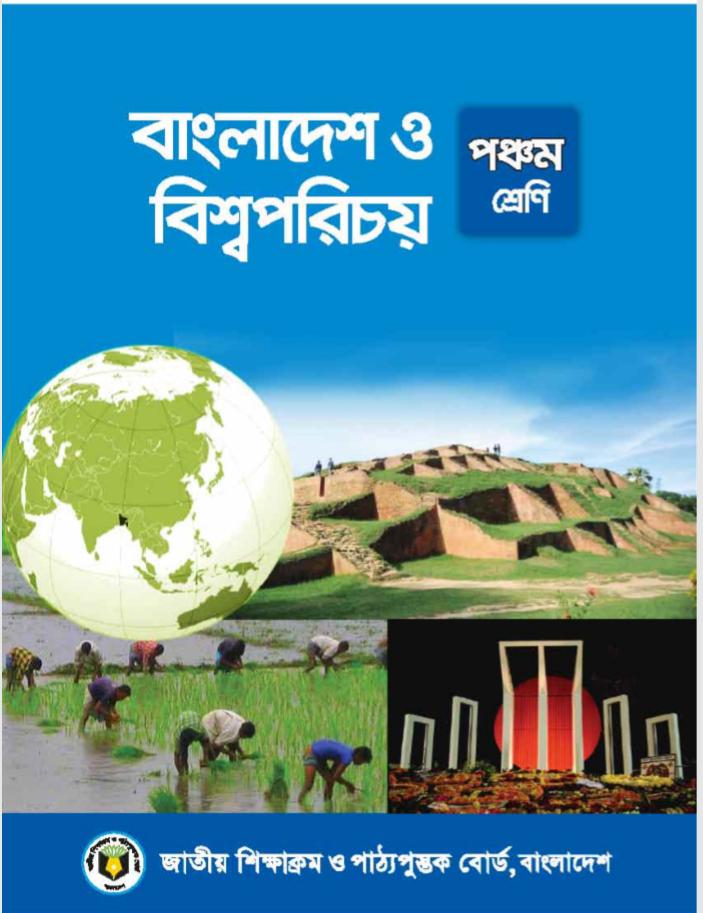 বাংলাদেশ ও
বিশ্বপরিচয়
পঞ্চম
শ্রেণি
জাতীয় শিক্ষাক্রম ও পাঠ্যপুস্তক বোর্ড, বাংলাদেশ